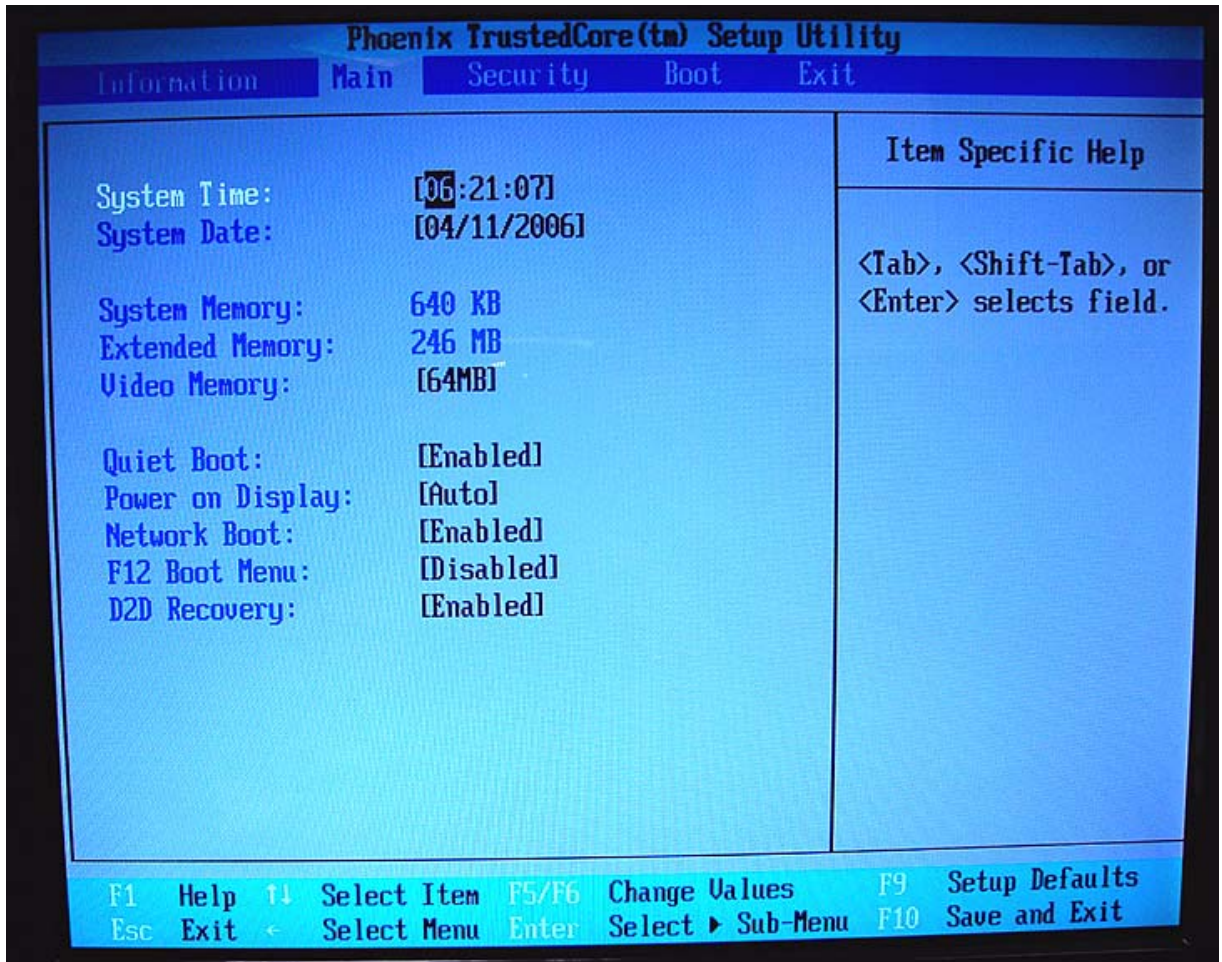 Phoenix TrustedCore(tm) Setup Utility
Information Main Security Boot Exit
System Time: [06:21:07]
System Date: [04/11/2006]
System Memory: 640 KB
Extended Memory: 246 MB
Video Memory: [64MB]
Quiet Boot: [Enabled]
Power on Display: [Auto]
Network Boot: [Enabled]
F12 Boot Menu: [Disabled]
D2D Recovery: [Enabled]
Item Specific Help
<Tab>, <Shift-Tab>, or
<Enter> selects field.
F1 Help ↑↓ Select Item F5/F6 Change Values F9 Setup Defaults
Esc Exit ← Select Menu Enter Select ▶ Sub-Menu F10 Save and Exit